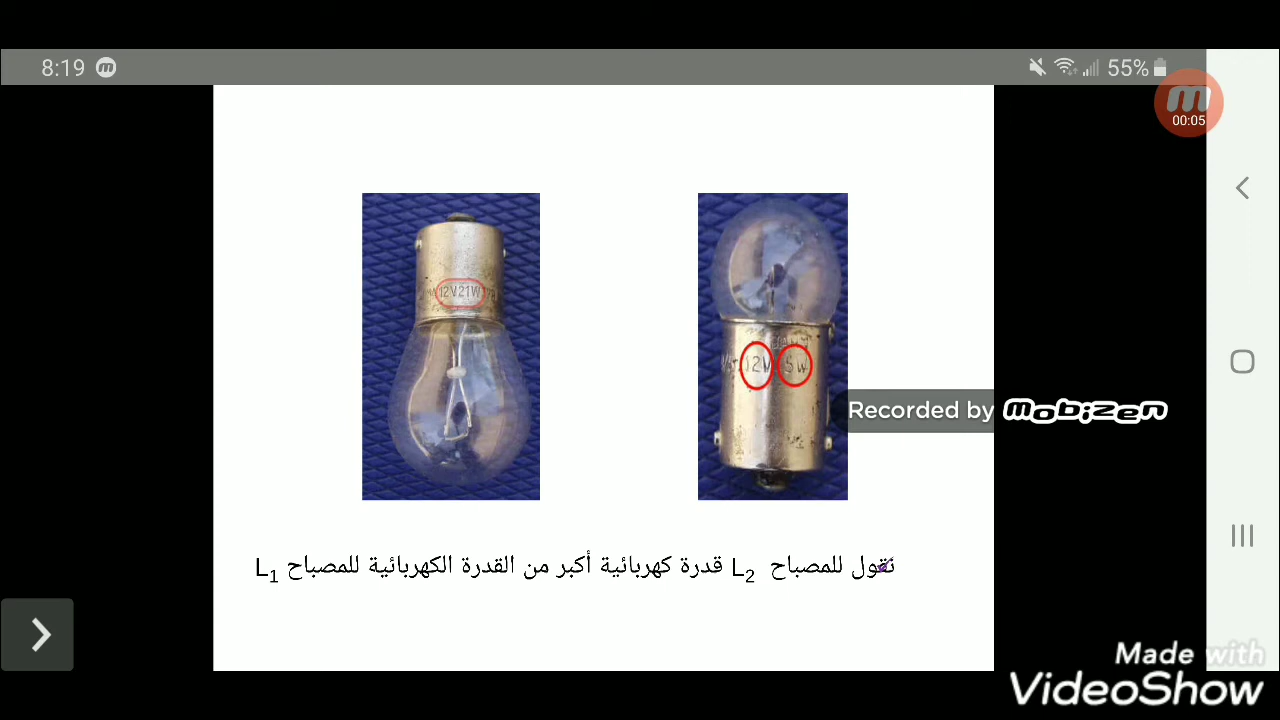 8:19
55%
00:05
12V21W
12V 5W
Recorded by mobizen
نقول للمصباح L2 قدرة كهربائية أكبر من القدرة الكهربائية للمصباح L1
Made with
VideoShow